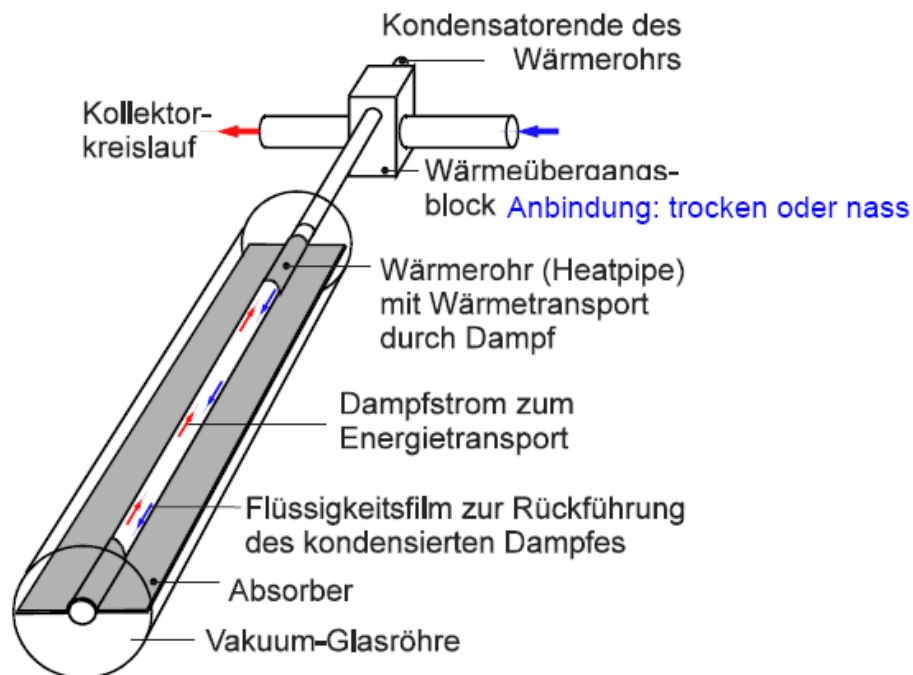 Kondensatorende des
Wärmerohrs
Kollektor-
kreislauf
Wärmeübergangs-
block Anbindung: trocken oder nass
Wärmerohr (Heatpipe)
mit Wärmetransport
durch Dampf
Dampfstrom zum
Energietransport
Flüssigkeitsfilm zur Rückführung
des kondensierten Dampfes
Absorber
Vakuum-Glasröhre